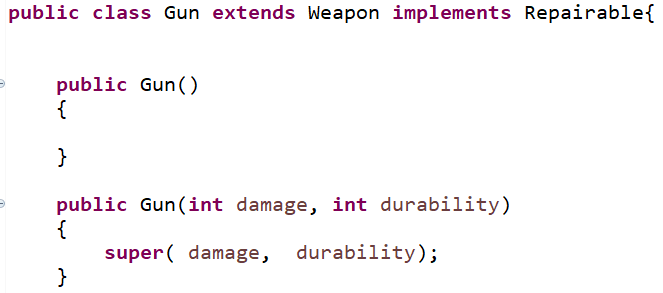 public class Gun extends Weapon implements Repairable{
public Gun()
{
}
public Gun(int damage, int durability)
{
super( damage,  durability);
}